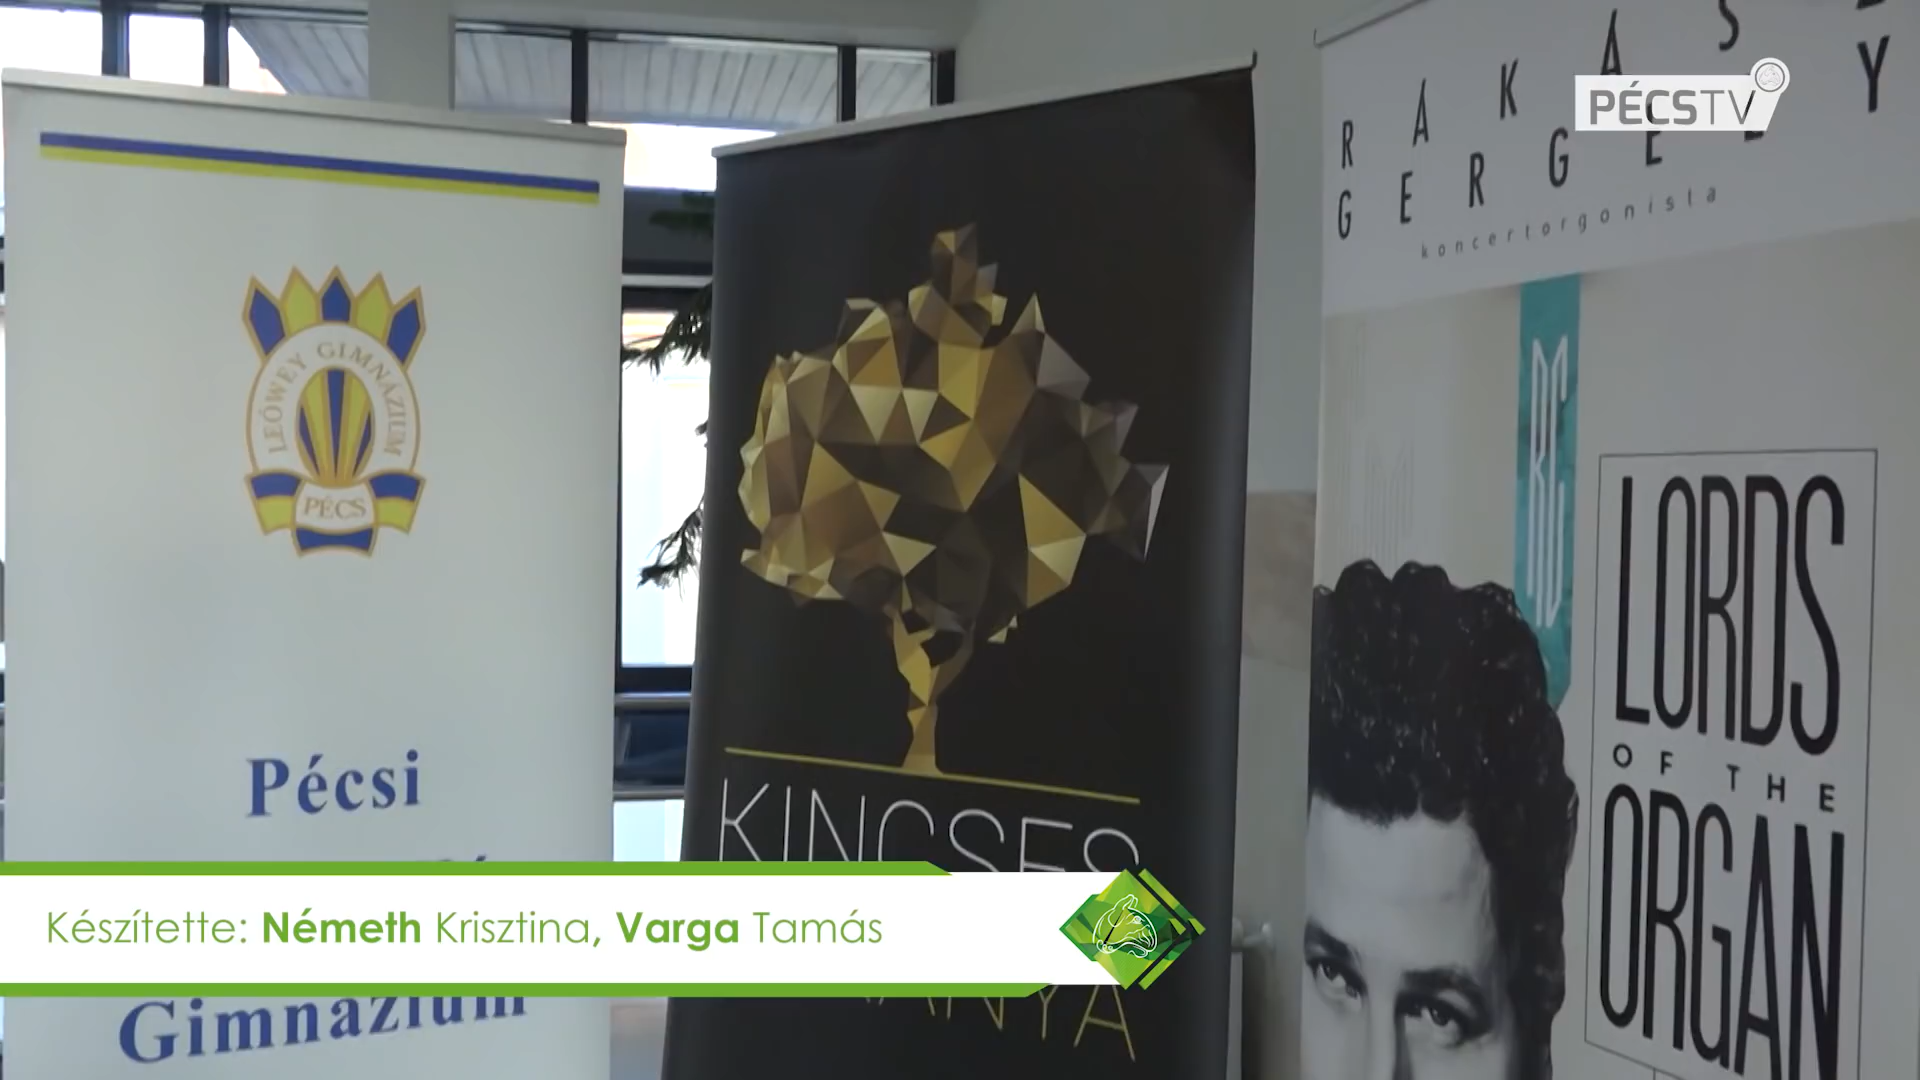 PÉCSTV
LEŐWEY GIMNÁZIUM
PÉCS
Pécsi
Gimnázium
KINCSES
RÁKÁSZ
GERGELY
koncertorgonista
RG
LORDS
OF THE
ORGAN
Készítette: Németh Krisztina, Varga Tamás